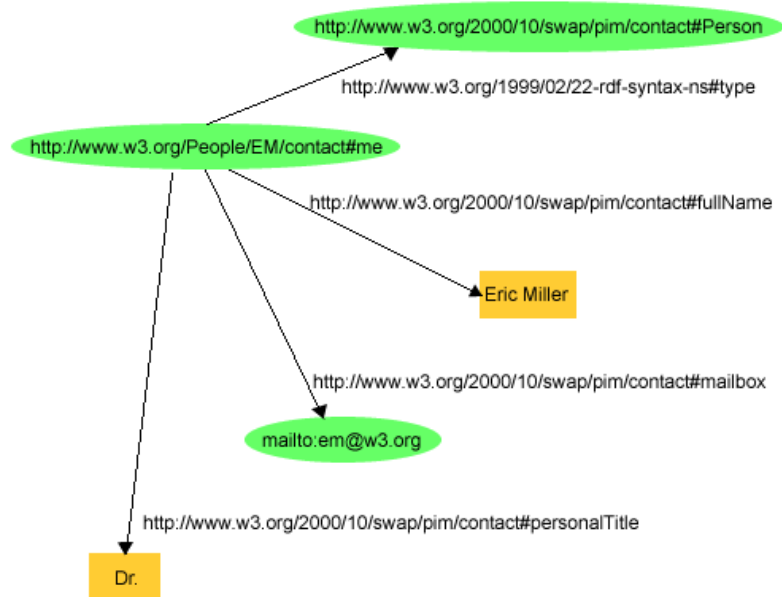 http://www.w3.org/2000/10/swap/pim/contact#Person
http://www.w3.org/1999/02/22-rdf-syntax-ns#type
http://www.w3.org/People/EM/contact#me
http://www.w3.org/2000/10/swap/pim/contact#fullName
Eric Miller
http://www.w3.org/2000/10/swap/pim/contact#mailbox
mailto:em@w3.org
http://www.w3.org/2000/10/swap/pim/contact#personalTitle
Dr.